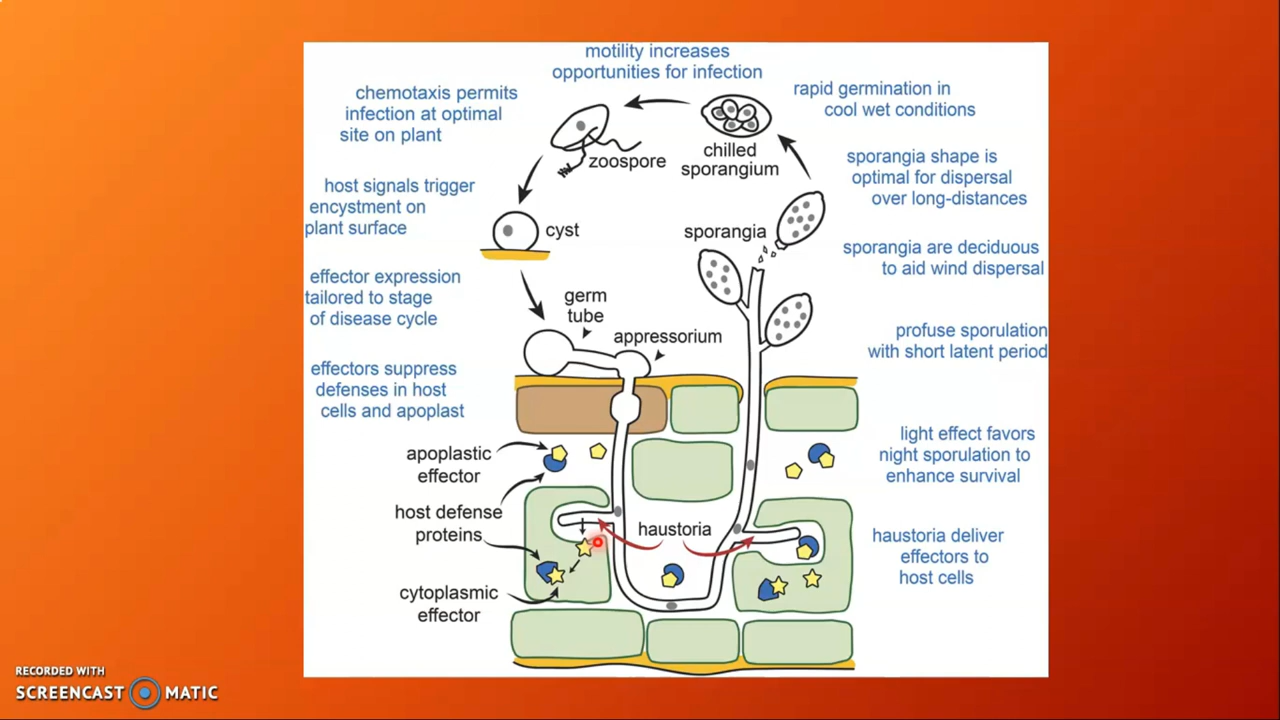 motility increases
opportunities for infection
chemotaxis permits
infection at optimal
site on plant
rapid germination in
cool wet conditions
zoospore
chilled
sporangium
sporangia shape is
optimal for dispersal
over long-distances
host signals trigger
encystment on
plant surface
cyst
sporangia
sporangia are deciduous
to aid wind dispersal
effector expression
tailored to stage
of disease cycle
germ
tube
appressorium
profuse sporulation
with short latent period
effectors suppress
defenses in host
cells and apoplast
light effect favors
night sporulation to
enhance survival
apoplastic
effector
host defense
proteins
haustoria
haustoria deliver
effectors to
host cells
cytoplasmic
effector
RECORDED WITH
SCREENCAST MATIC